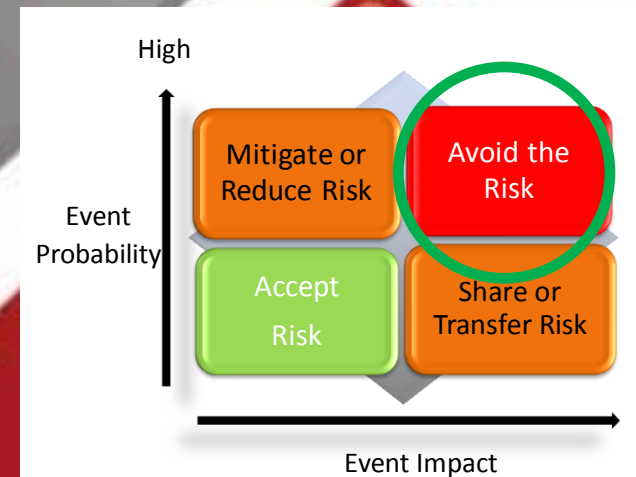 High
Mitigate or
Reduce Risk
Avoid the
Risk
Event
Probability
Accept
Risk
Share or
Transfer Risk
Event Impact